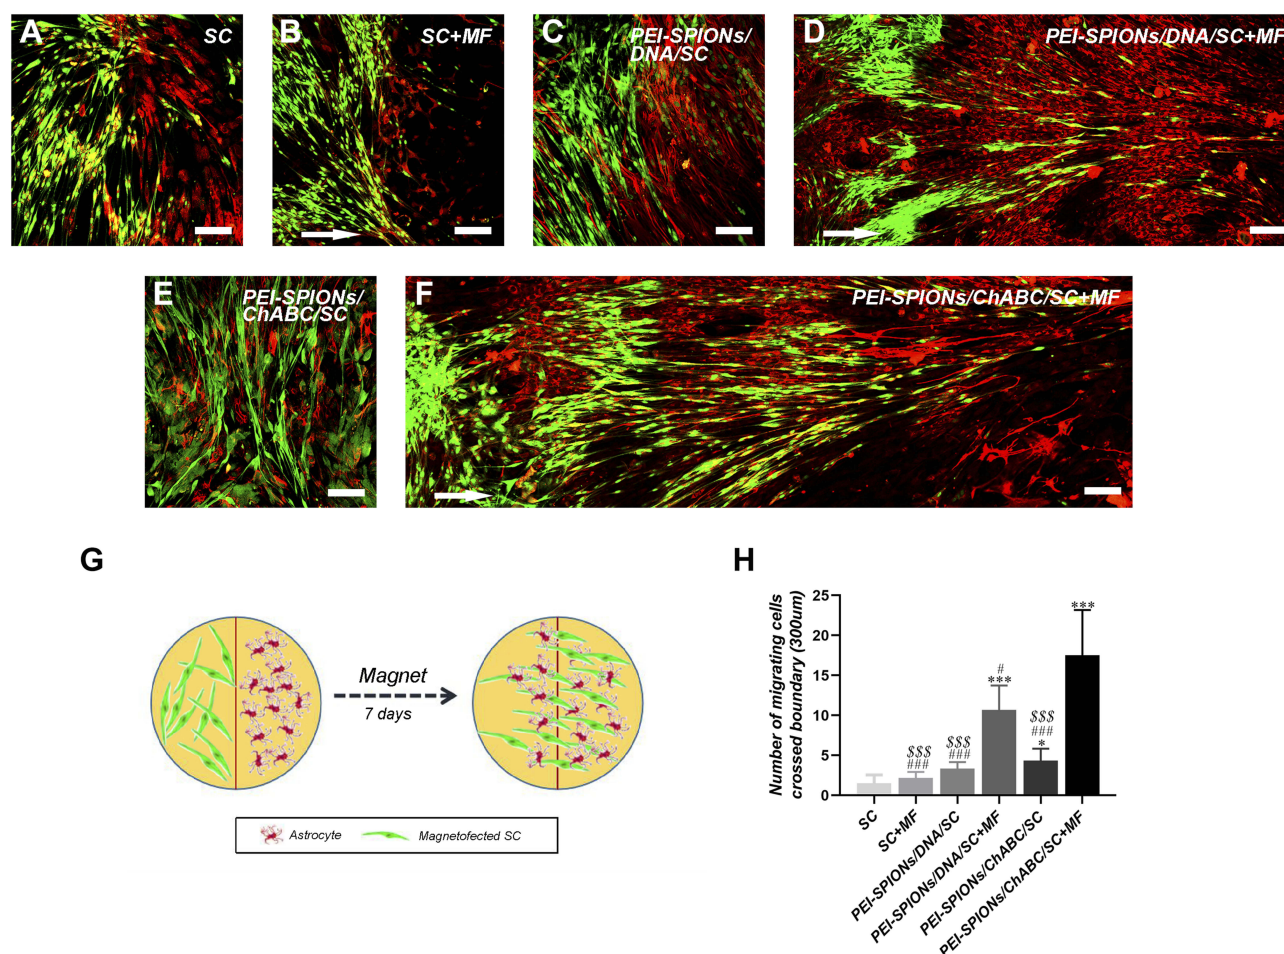 A
SC
B
SC+MF
C
PEI-SPIONs/
DNA/SC
D
PEI-SPIONs/DNA/SC+MF
E
PEI-SPIONs/
ChABC/SC
F
PEI-SPIONs/ChABC/SC+MF
G
Magnet
7 days
Astrocyte
Magnetofected SC
H
Number of migrating cells
crossed boundary (300um)
25
20
15
10
5
0
$$$
###
$$$
###
#
***
$$$
###
*
***
SC
SC+MF
PEI-SPIONs/DNA/SC
PEI-SPIONs/DNA/SC+MF
PEI-SPIONs/ChABC/SC
PEI-SPIONs/ChABC/SC+MF